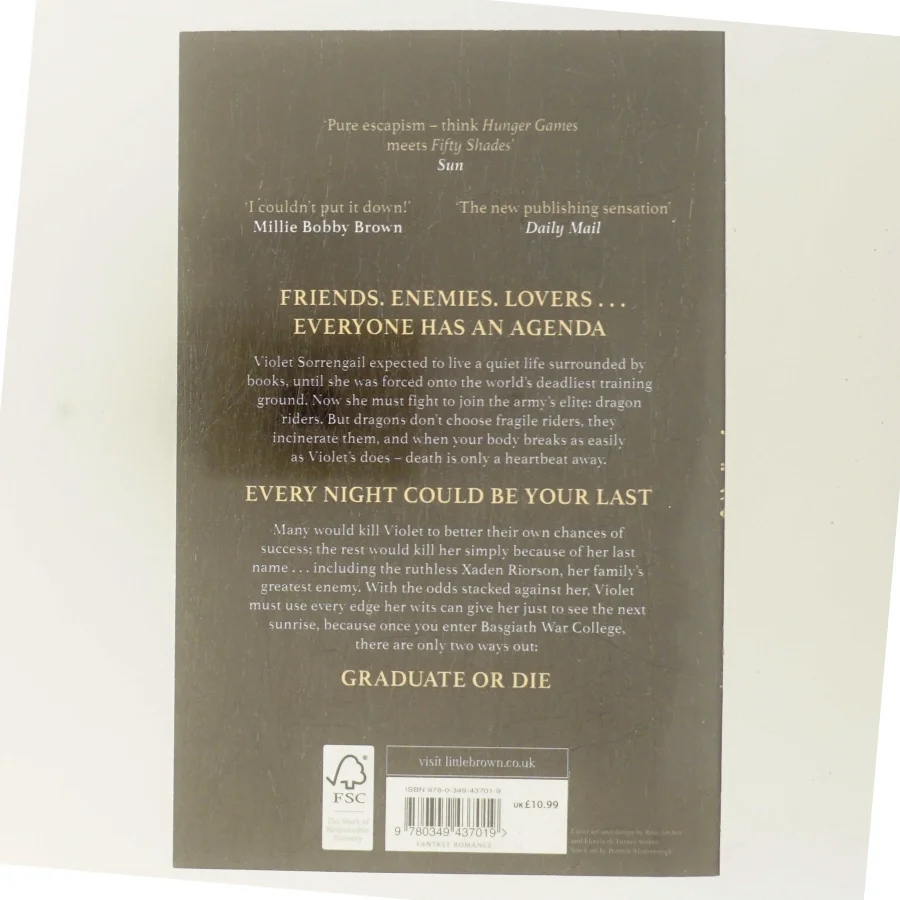 ‘Pure escapism – think Hunger Games
meets Fifty Shades’
Sun
‘I couldn’t put it down!’
Millie Bobby Brown
‘The new publishing sensation’
Daily Mail
FRIENDS. ENEMIES. LOVERS . . .
EVERYONE HAS AN AGENDA
Violet Sorrengail expected to live a quiet life surrounded by
books, until she was forced onto the world’s deadliest training
ground. Now she must fight to join the army’s elite: dragon
riders. But dragons don’t choose fragile riders, they
incinerate them, and when your body breaks as easily
as Violet’s does – death is only a heartbeat away.
EVERY NIGHT COULD BE YOUR LAST
Many would kill Violet to better their own chances of
success; the rest would kill her simply because of her last
name . . . including the ruthless Xaden Riorson, her family’s
greatest enemy. With the odds stacked against her, Violet
must use every edge her wits can give her just to see the next
sunrise, because once you enter Basgiath War College,
there are only two ways out:
GRADUATE OR DIE
FSC
visit littlebrown.co.uk
ISBN 978-0-349-43701-9
UK £10.99
9 780349 437019 >
FANTASY ROMANCE
Cover art and design by
and Elizabeth Turner Stokes